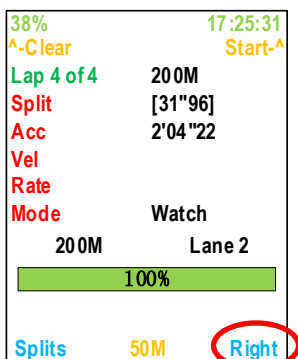 38% 17:25:31
^-Clear Start-^
Lap 4 of 4 200M
Split [31"96]
Acc 2'04"22
Vel
Rate
Mode Watch
200M Lane 2
100%
Splits 50M Right